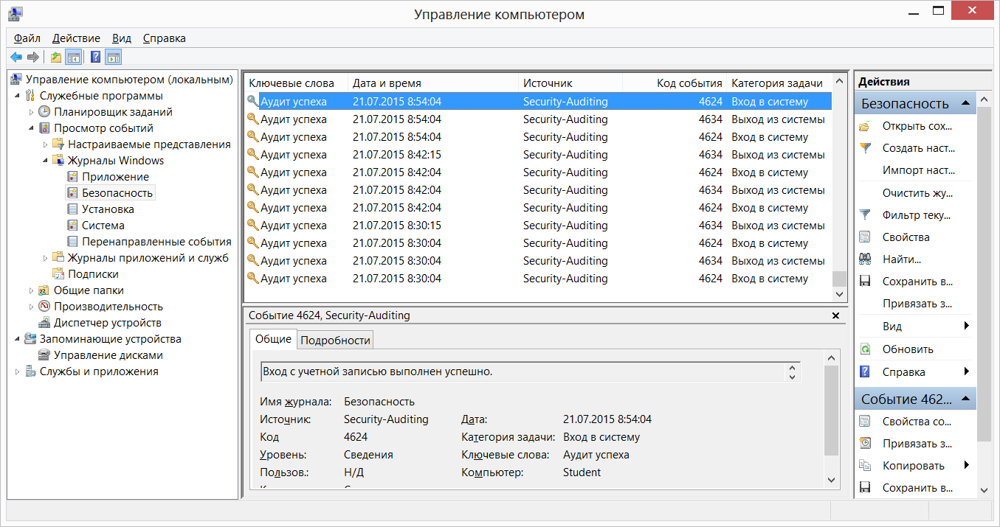 Управление компьютером
Файл Действие Вид Справка
Управление компьютером (локальным)
Служебные программы
Планировщик заданий
Просмотр событий
Настраиваемые представления
Журналы Windows
Приложение
Безопасность
Установка
Система
Перенаправленные события
Журналы приложений и служб
Подписки
Общие папки
Производительность
Диспетчер устройств
Запоминающие устройства
Управление дисками
Службы и приложения
Ключевые слова Дата и время Источник Код события Категория задачи
Аудит успеха 21.07.2015 8:54:04 Security-Auditing 4624 Вход в систему
Аудит успеха 21.07.2015 8:54:04 Security-Auditing 4634 Выход из системы
Аудит успеха 21.07.2015 8:54:04 Security-Auditing 4624 Вход в систему
Аудит успеха 21.07.2015 8:42:15 Security-Auditing 4634 Выход из системы
Аудит успеха 21.07.2015 8:42:04 Security-Auditing 4624 Вход в систему
Аудит успеха 21.07.2015 8:42:04 Security-Auditing 4634 Выход из системы
Аудит успеха 21.07.2015 8:42:04 Security-Auditing 4624 Вход в систему
Аудит успеха 21.07.2015 8:30:15 Security-Auditing 4634 Выход из системы
Аудит успеха 21.07.2015 8:30:04 Security-Auditing 4624 Вход в систему
Аудит успеха 21.07.2015 8:30:04 Security-Auditing 4634 Выход из системы
Аудит успеха 21.07.2015 8:30:04 Security-Auditing 4624 Вход в систему
Событие 4624, Security-Auditing
Общие Подробности
Вход с учетной записью выполнен успешно.
Имя журнала: Безопасность
Источник: Security-Auditing Дата: 21.07.2015 8:54:04
Код 4624 Категория задачи: Вход в систему
Уровень: Сведения Ключевые слова: Аудит успеха
Пользов.: Н/Д Компьютер: Student
Действия
Безопасность
Открыть сох...
Создать наст...
Импорт наст...
Очистить жу...
Фильтр теку...
Свойства
Найти...
Сохранить в...
Привязать з...
Вид
Обновить
Справка
Событие 462...
Свойства со...
Привязать з...
Копировать
Сохранить в...